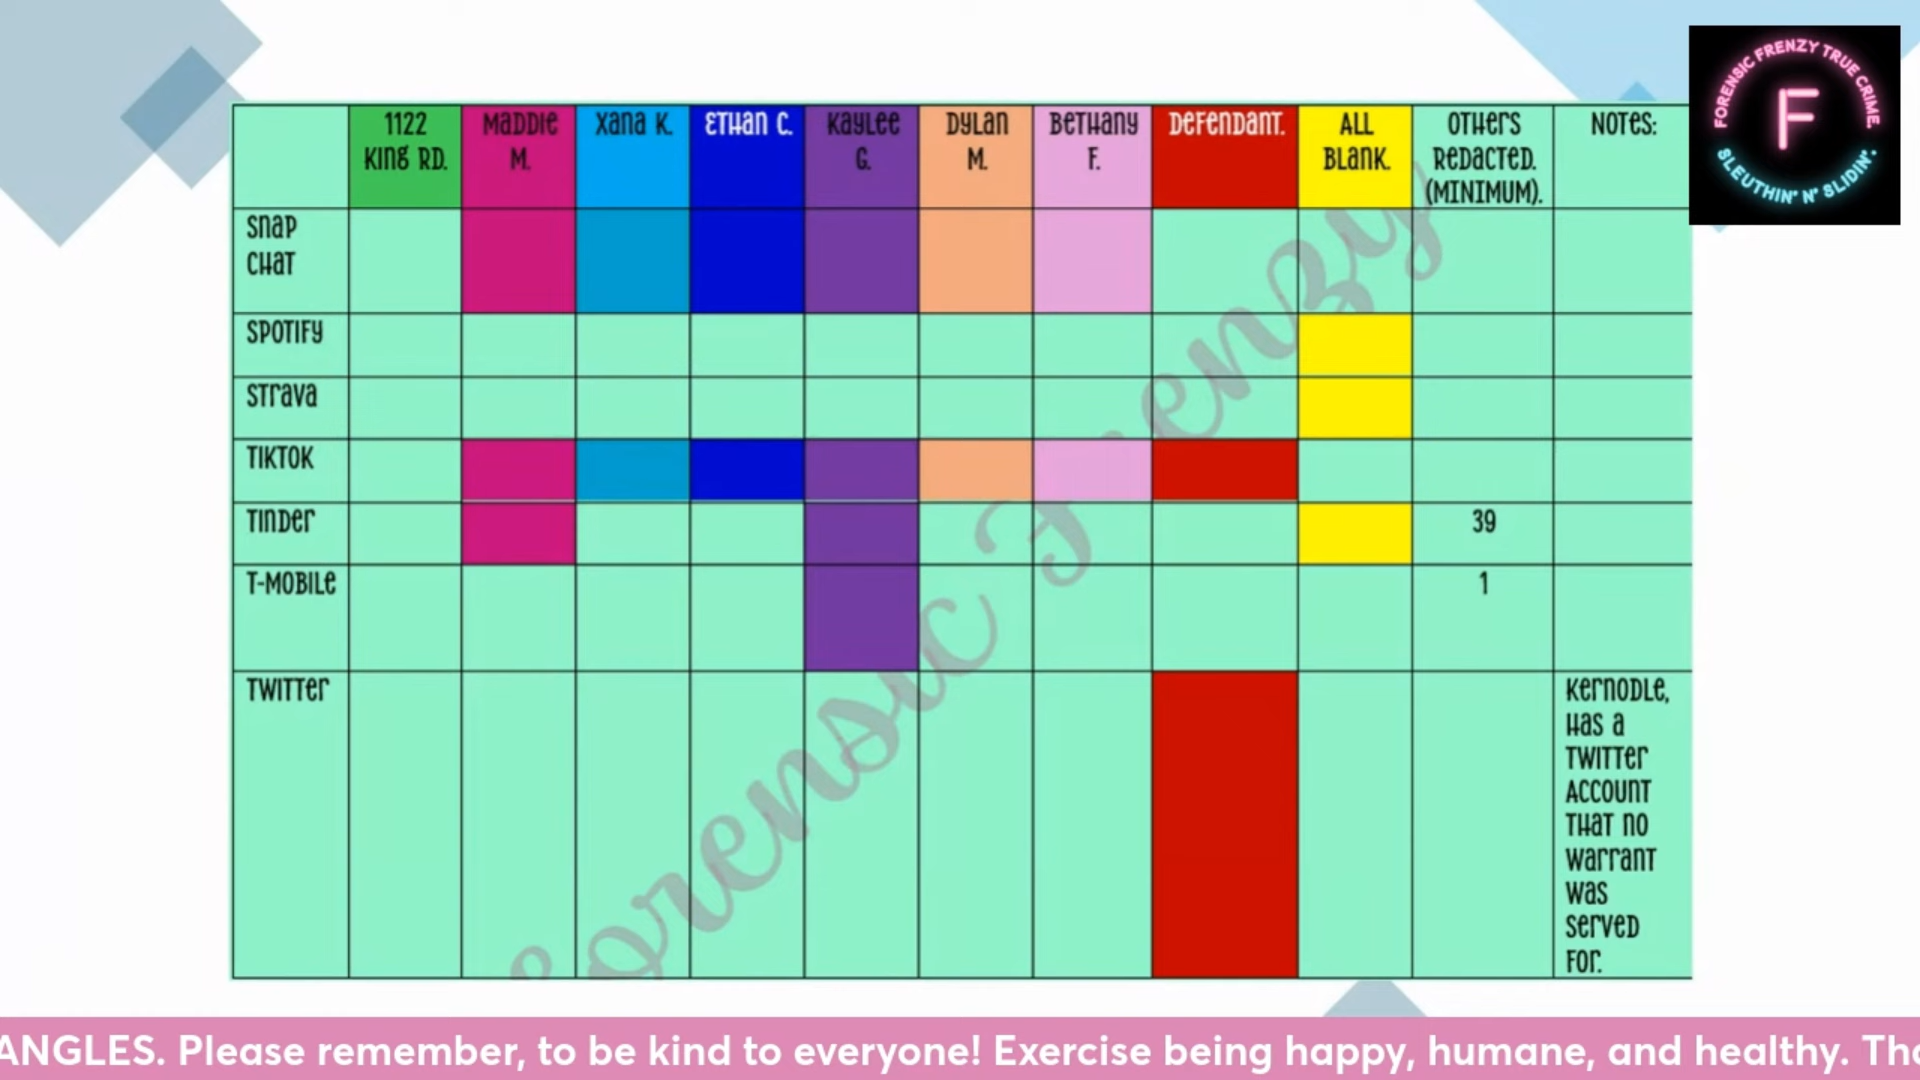 1122 KING RD.
MADDIE M.
XANA K.
ETHAN C.
KAYLEE G.
DYLAN M.
BETHANY F.
DEFENDANT.
ALL BLANK.
OTHERS REDACTED. (MINIMUM).
NOTES:
SNAP CHAT
SPOTIFY
STRAVA
TIKTOK
TINDER 39
T-MOBILE 1
TWITTER
KERNODLE,
HAS A
TWITTER
ACCOUNT
THAT NO
WARRANT
WAS
SERVED
FOR.
Forensic Frenzy
FORENSIC FRENZY TRUE CRIME.
F
SLEUTHIN' N' SLIDIN'.
ANGLES. Please remember, to be kind to everyone! Exercise being happy, humane, and healthy.